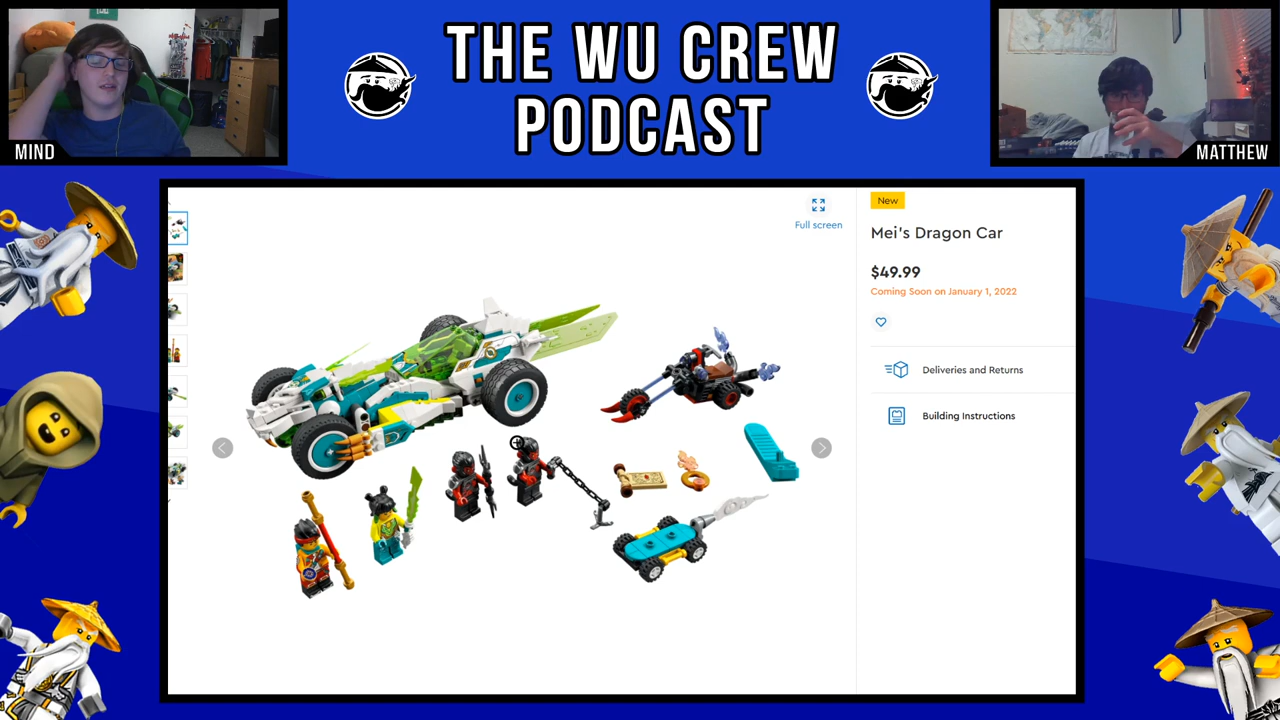 THE WU CREW
PODCAST
MIND
MATTHEW
Full screen
New
Mei's Dragon Car
$49.99
Coming Soon on January 1, 2022
Deliveries and Returns
Building Instructions